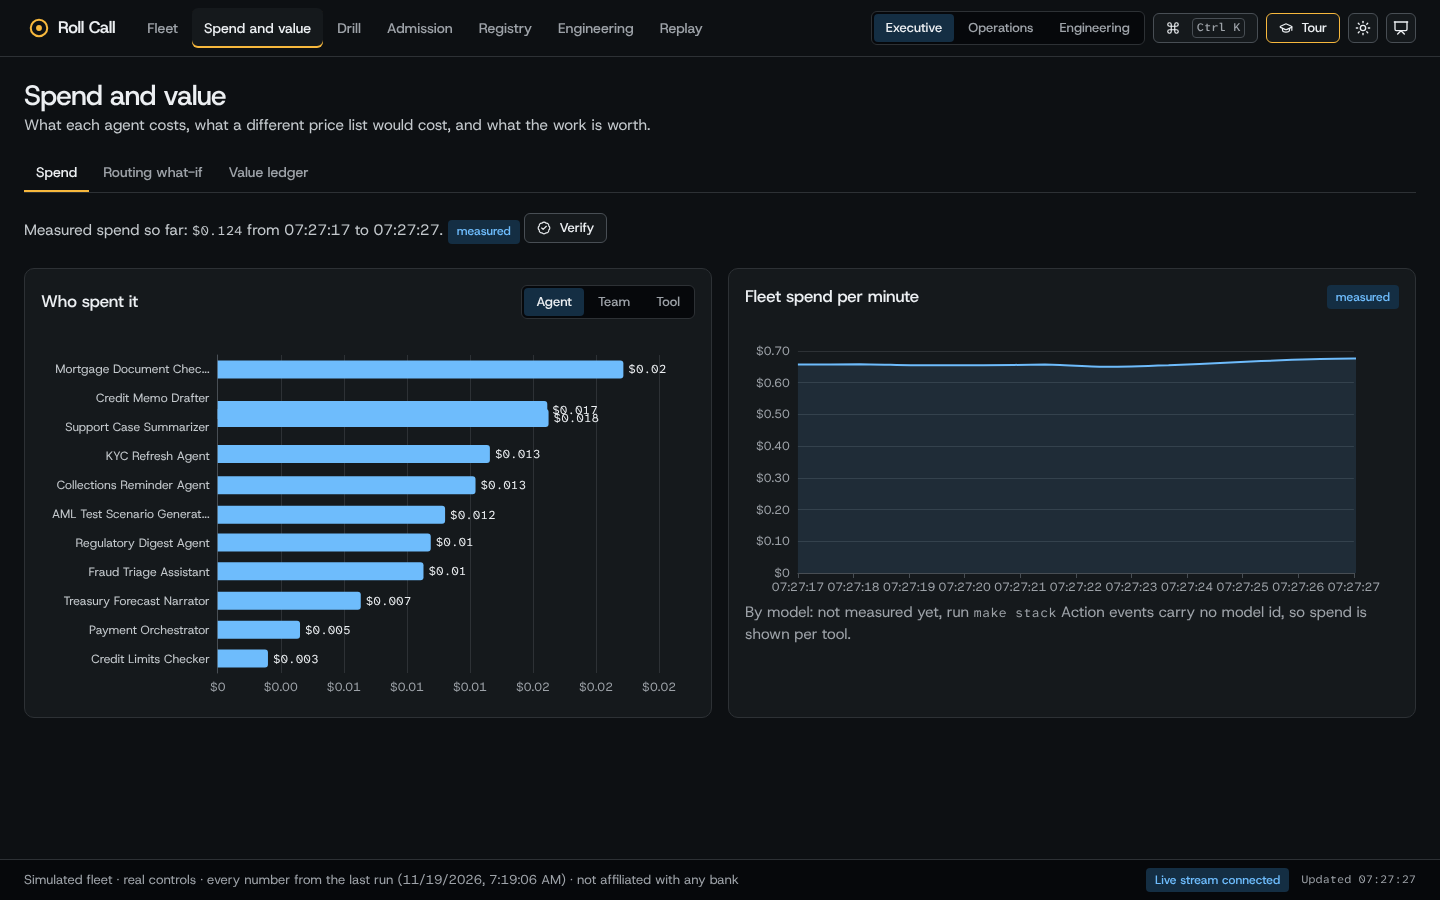 Roll Call
Fleet
Spend and value
Drill
Admission
Registry
Engineering
Replay
Executive
Operations
Engineering
⌘ Ctrl K
Tour
Spend and value
What each agent costs, what a different price list would cost, and what the work is worth.
Spend
Routing what-if
Value ledger
Measured spend so far: $0.124 from 07:27:17 to 07:27:27. measured Verify
Who spent it
Agent Team Tool
Mortgage Document Chec... $0.02
Credit Memo Drafter $0.017
Support Case Summarizer $0.018
KYC Refresh Agent $0.013
Collections Reminder Agent $0.013
AML Test Scenario Generat... $0.012
Regulatory Digest Agent $0.01
Fraud Triage Assistant $0.01
Treasury Forecast Narrator $0.007
Payment Orchestrator $0.005
Credit Limits Checker $0.003
$0 $0.00 $0.01 $0.01 $0.01 $0.02 $0.02 $0.02
Fleet spend per minute
measured
$0.70
$0.60
$0.50
$0.40
$0.30
$0.20
$0.10
$0
07:27:17 07:27:18 07:27:19 07:27:20 07:27:21 07:27:22 07:27:23 07:27:24 07:27:25 07:27:26 07:27:27
By model: not measured yet, run make stack Action events carry no model id, so spend is
shown per tool.
Simulated fleet · real controls · every number from the last run (11/19/2026, 7:19:06 AM) · not affiliated with any bank
Live stream connected
Updated 07:27:27